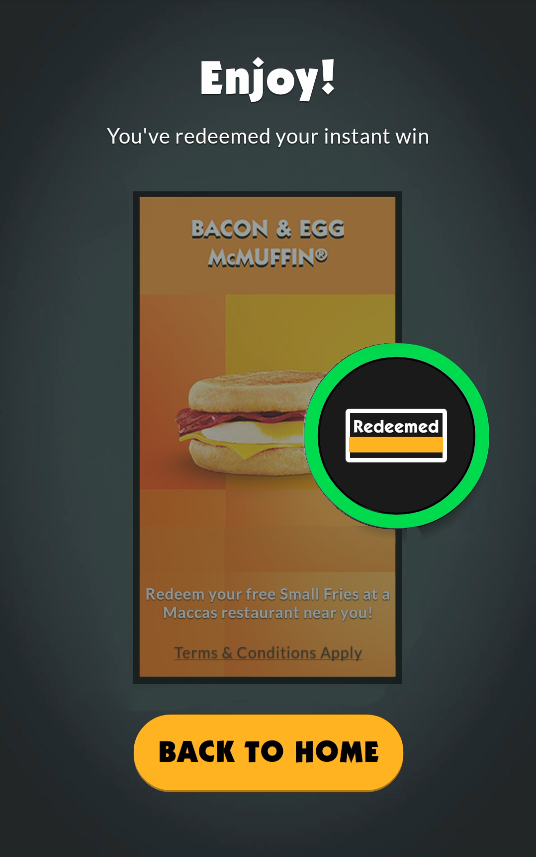 Enjoy!
You've redeemed your instant win
BACON & EGG
McMUFFIN®
Redeemed
Redeem your free Small Fries at a
Maccas restaurant near you!
Terms & Conditions Apply
BACK TO HOME